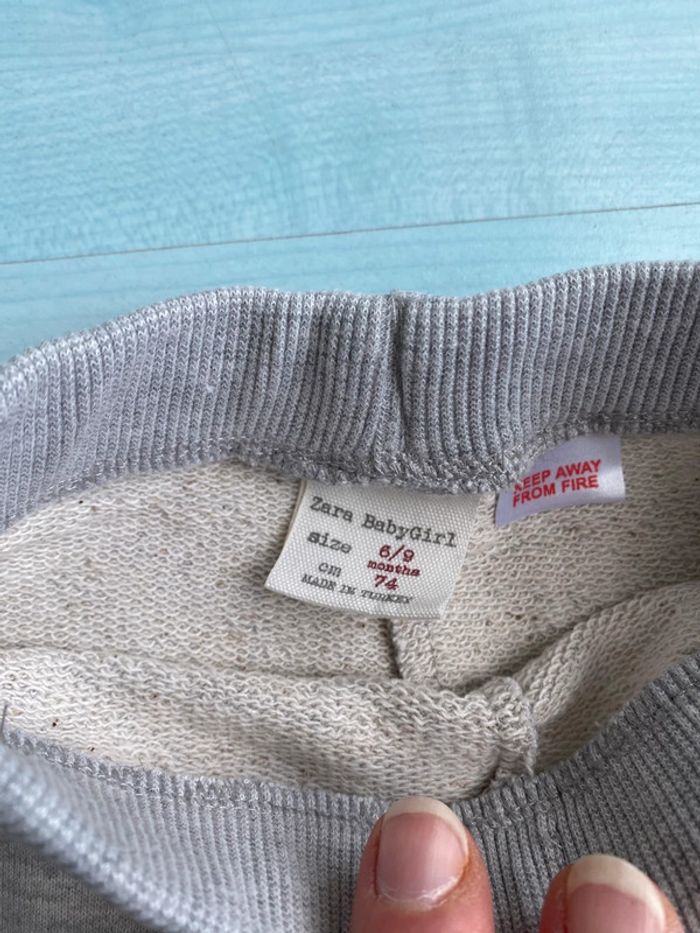 Zara BabyGirl
size 6/9
months
cm 74
MADE IN TURKEY
KEEP AWAY
FROM FIRE